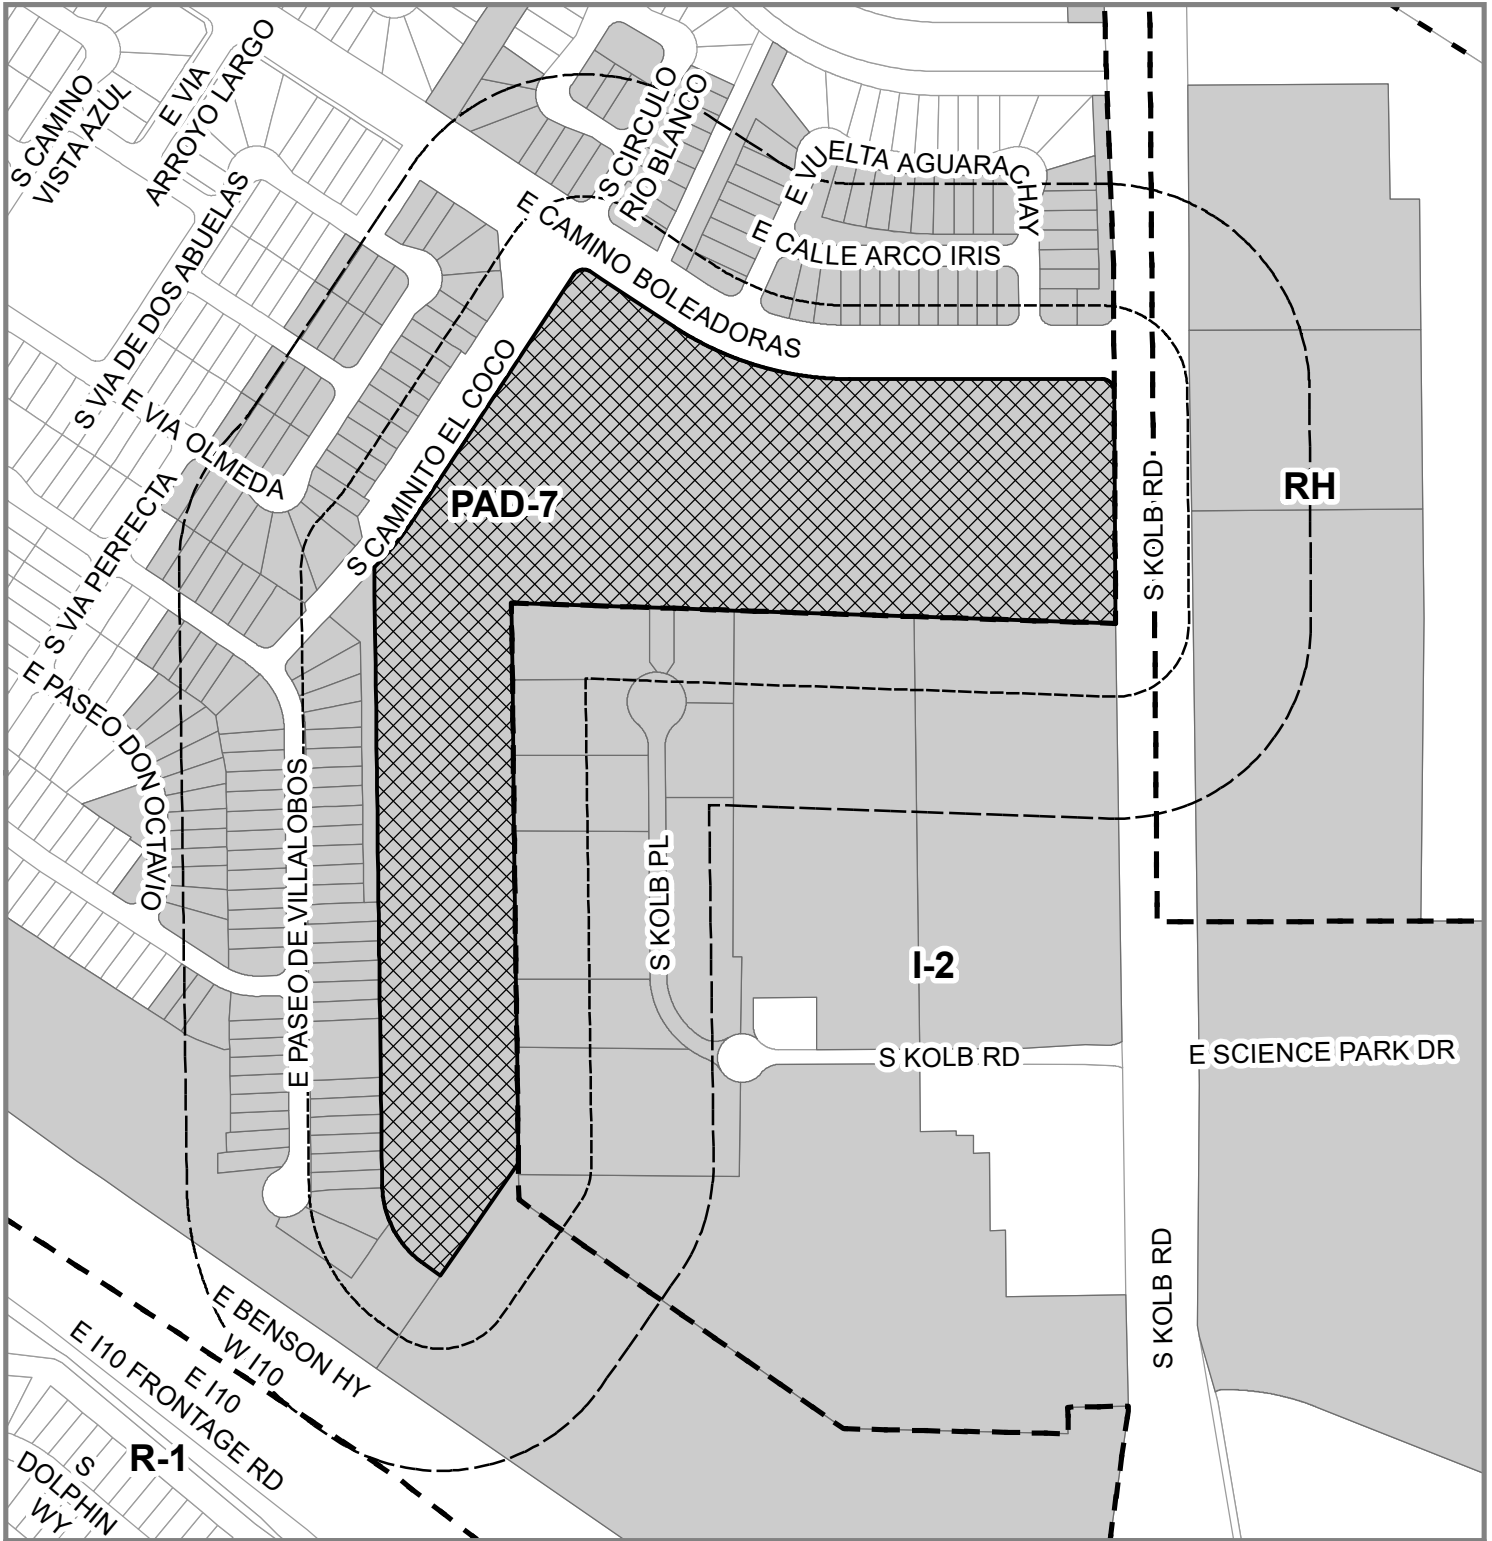 S CAMINO
VISTA AZUL
E VIA
ARROYO LARGO
S CIRCULO
RIO BLANCO
E VUELTA AGUARACHAY
E CALLE ARCO IRIS
E CAMINO BOLEADORAS
S VIA DE DOS ABUELAS
E VIA OLMEDA
S CAMINITO EL COCO
PAD-7
S KOLB RD
RH
S VIA PERFECTA
E PASEO DON OCTAVIO
E PASEO DE VILLALOBOS
S KOLB PL
I-2
S KOLB RD
E SCIENCE PARK DR
S KOLB RD
E BENSON HY
W I10
E I10
E I10 FRONTAGE RD
R-1
S
DOLPHIN
WY